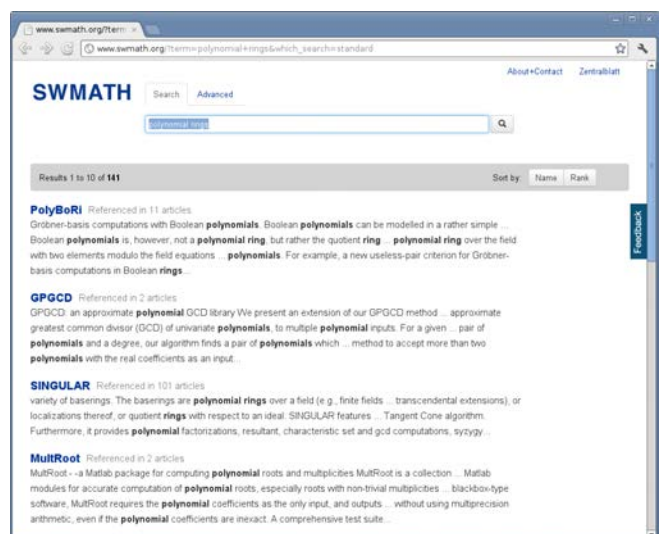 www.swmath.org/?term
www.swmath.org/?term=polynomial+rings&which_search=standard
About+Contact Zentralblatt
SWMATH Search Advanced
polynomial rings
Results 1 to 10 of 141 Sort by: Name Rank
Feedback
PolyBoRi Referenced in 11 articles
Gröbner-basis computations with Boolean polynomials. Boolean polynomials can be modelled in a rather simple ...
Boolean polynomials is, however, not a polynomial ring, but rather the quotient ring ... polynomial ring over the field
with two elements modulo the field equations ... polynomials. For example, a new useless-pair criterion for Gröbner-
basis computations in Boolean rings...
GPGCD Referenced in 2 articles
GPGCD: an approximate polynomial GCD library We present an extension of our GPGCD method ... approximate
greatest common divisor (GCD) of univariate polynomials, to multiple polynomial inputs. For a given ... pair of
polynomials and a degree, our algorithm finds a pair of polynomials which ... method to accept more than two
polynomials with the real coefficients as an input...
SINGULAR Referenced in 101 articles
variety of baserings. The baserings are polynomial rings over a field (e.g., finite fields ... transcendental extensions), or
localizations thereof, or quotient rings with respect to an ideal. SINGULAR features ... Tangent Cone algorithm.
Furthermore, it provides polynomial factorizations, resultant, characteristic set and gcd computations, syzygy...
MultRoot Referenced in 2 articles
MultRoot - -a Matlab package for computing polynomial roots and multiplicities MultRoot is a collection ... Matlab
modules for accurate computation of polynomial roots, especially roots with non-trivial multiplicities ... blackbox-type
software, MultRoot requires the polynomial coefficients as the only input, and outputs ... without using multiprecision
arithmetic, even if the polynomial coefficients are inexact. A comprehensive test suite...